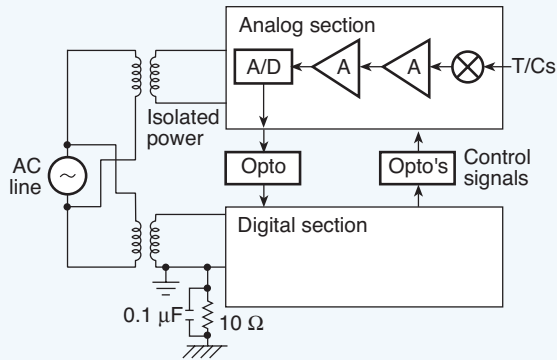 Analog section
A/D
A
A
T/Cs
Isolated
power
AC
line
~
Opto
Opto's
Control
signals
Digital section
0.1 μF
10 Ω